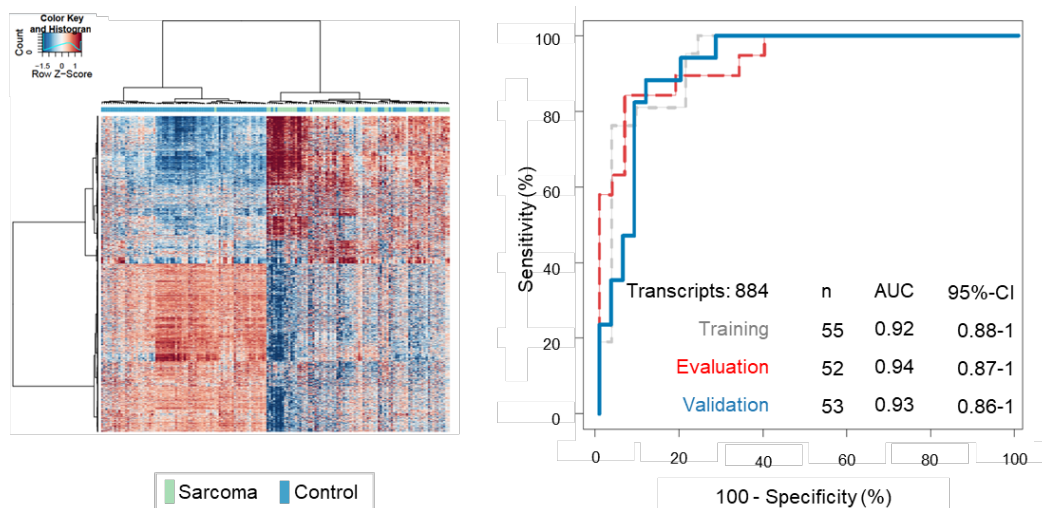 Color Key
and Histogran
Count
0
−1.5 0 1
Row Z−Score
Sarcoma
Control
Sensitivity (%)
100
80
60
40
20
0
Transcripts: 884 n AUC 95%-CI
Training 55 0.92 0.88-1
Evaluation 52 0.94 0.87-1
Validation 53 0.93 0.86-1
0 20 40 60 80 100
100 - Specificity (%)